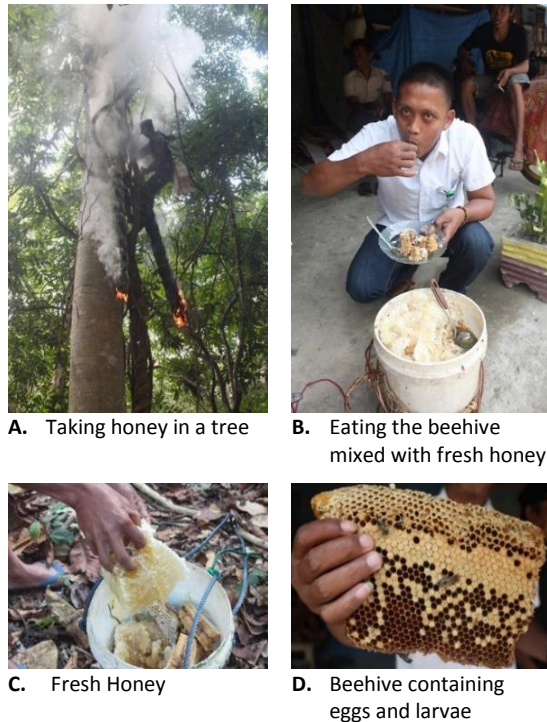 A. Taking honey in a tree
B. Eating the beehive
mixed with fresh honey
C. Fresh Honey
D. Beehive containing
eggs and larvae